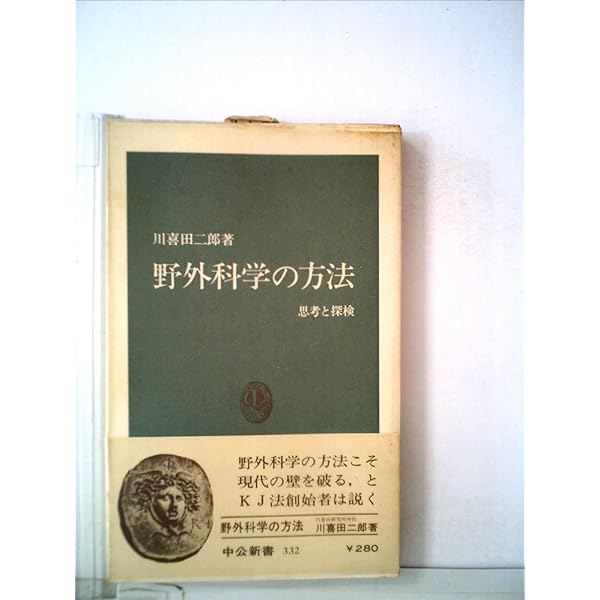 川喜田二郎著
野外科学の方法
思考と探検
野外科学の方法こそ
現代の壁を破る，と
ＫＪ法創始者は説く
野外科学の方法 川喜田二郎著
中公新書 332 ￥280